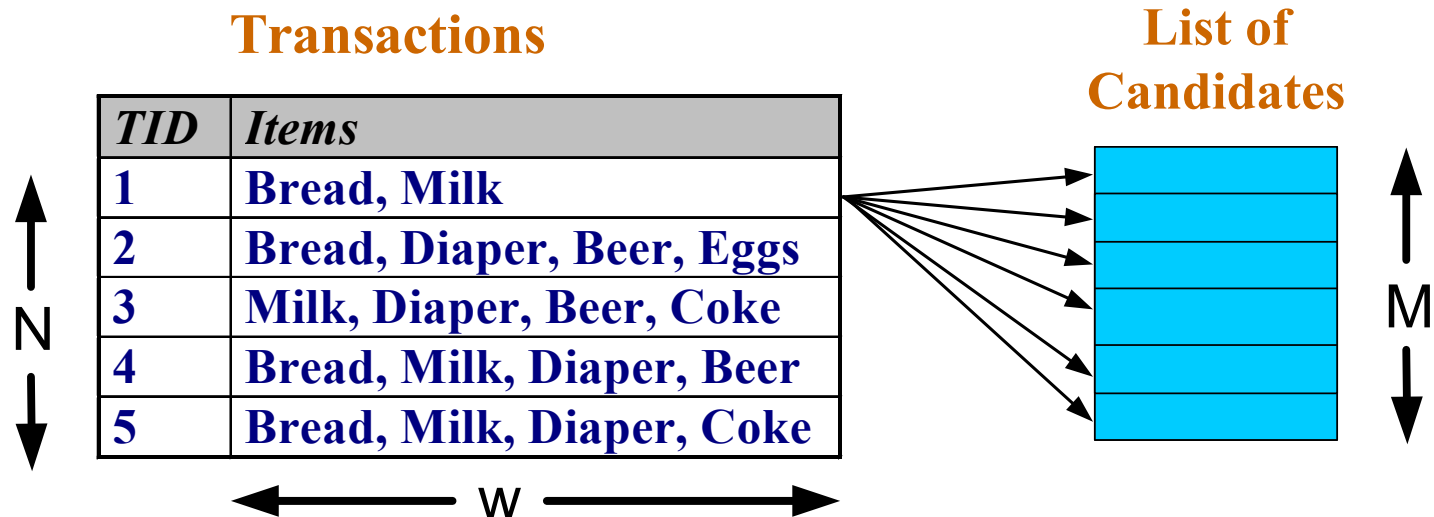 Transactions
List of
Candidates
TID Items
1 Bread, Milk
2 Bread, Diaper, Beer, Eggs
3 Milk, Diaper, Beer, Coke
4 Bread, Milk, Diaper, Beer
5 Bread, Milk, Diaper, Coke
N
M
w